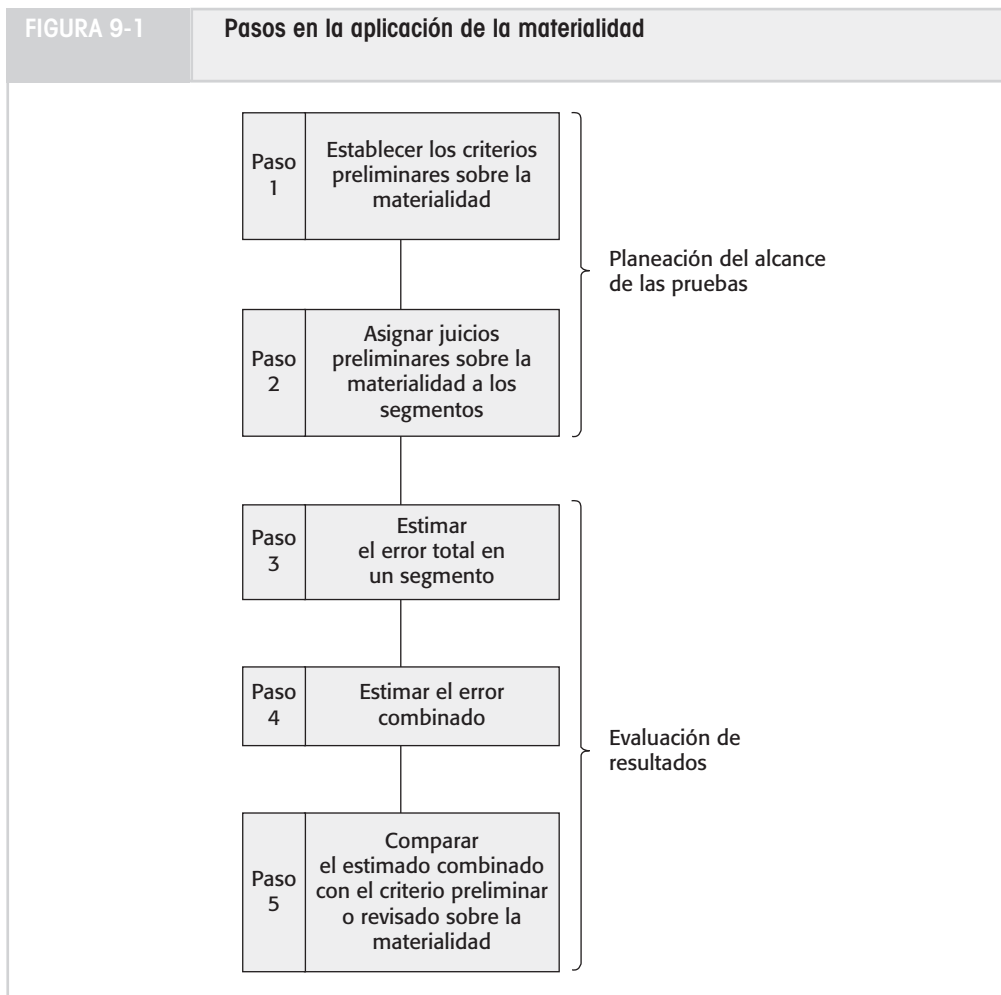 FIGURA 9-1
Pasos en la aplicación de la materialidad
Paso
1
Establecer los criterios
preliminares sobre la
materialidad
Paso
2
Asignar juicios
preliminares sobre la
materialidad a los
segmentos
Planeación del alcance
de las pruebas
Paso
3
Estimar
el error total en
un segmento
Paso
4
Estimar el error
combinado
Paso
5
Comparar
el estimado combinado
con el criterio preliminar
o revisado sobre la
materialidad
Evaluación de
resultados